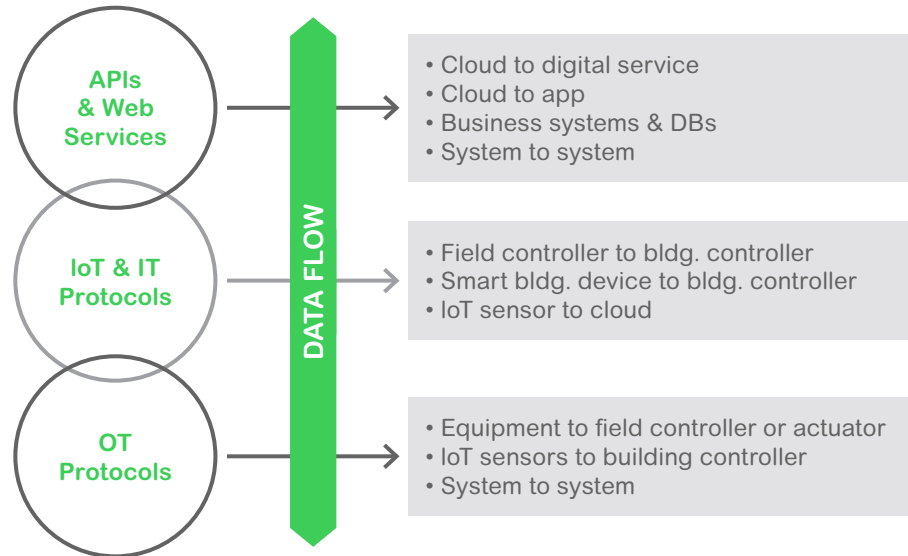 APIs
& Web
Services
• Cloud to digital service
• Cloud to app
• Business systems & DBs
• System to system
DATA FLOW
IoT & IT
Protocols
• Field controller to bldg. controller
• Smart bldg. device to bldg. controller
• IoT sensor to cloud
OT
Protocols
• Equipment to field controller or actuator
• IoT sensors to building controller
• System to system